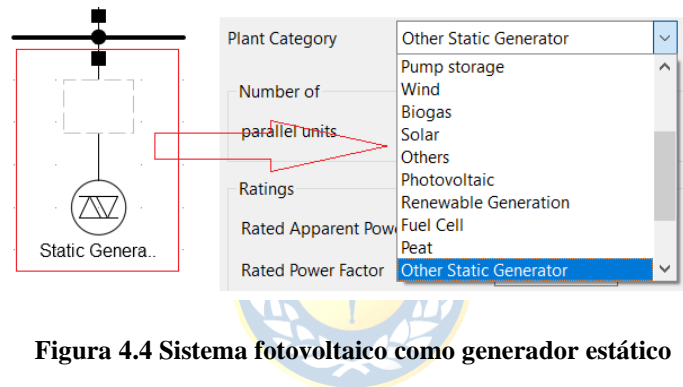 Static Genera..
Plant Category
Other Static Generator
Number of
parallel units
Ratings
Rated Apparent Pow
Rated Power Factor
Pump storage
Wind
Biogas
Solar
Others
Photovoltaic
Renewable Generation
Fuel Cell
Peat
Other Static Generator
Figura 4.4 Sistema fotovoltaico como generador estático